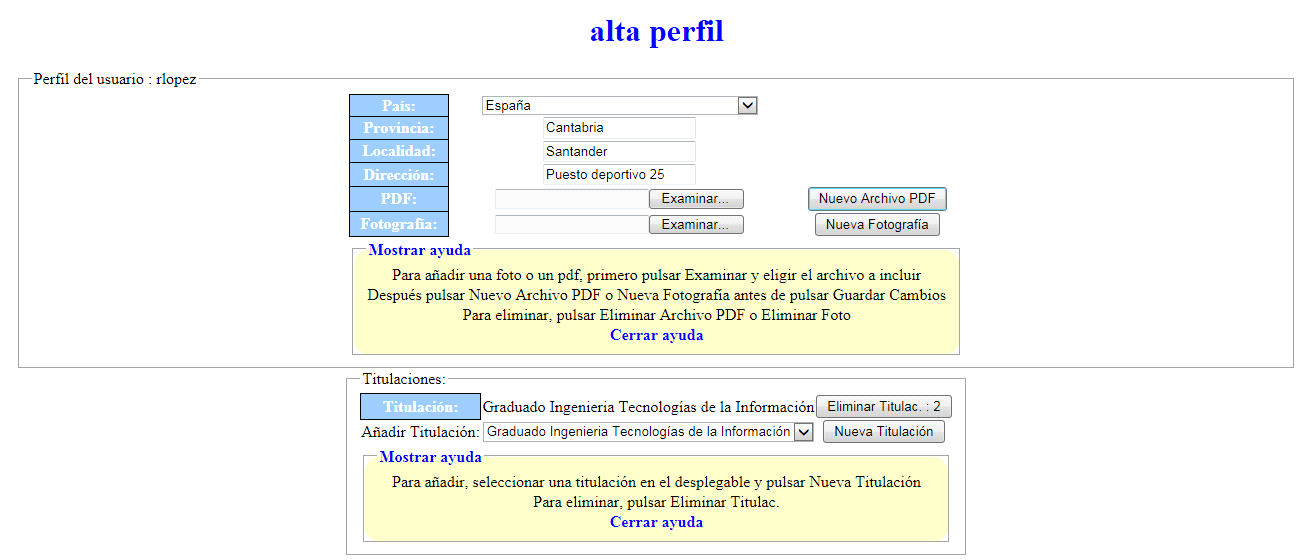 alta perfil
Perfil del usuario : rlopez
País: España
Provincia: Cantabria
Localidad: Santander
Dirección: Puesto deportivo 25
PDF: Examinar... Nuevo Archivo PDF
Fotografía: Examinar... Nueva Fotografía
Mostrar ayuda
Para añadir una foto o un pdf, primero pulsar Examinar y eligir el archivo a incluir
Después pulsar Nuevo Archivo PDF o Nueva Fotografía antes de pulsar Guardar Cambios
Para eliminar, pulsar Eliminar Archivo PDF o Eliminar Foto
Cerrar ayuda
Titulaciones:
Titulación: Graduado Ingenieria Tecnologías de la Información Eliminar Titulac. : 2
Añadir Titulación: Graduado Ingenieria Tecnologías de la Información Nueva Titulación
Mostrar ayuda
Para añadir, seleccionar una titulación en el desplegable y pulsar Nueva Titulación
Para eliminar, pulsar Eliminar Titulac.
Cerrar ayuda